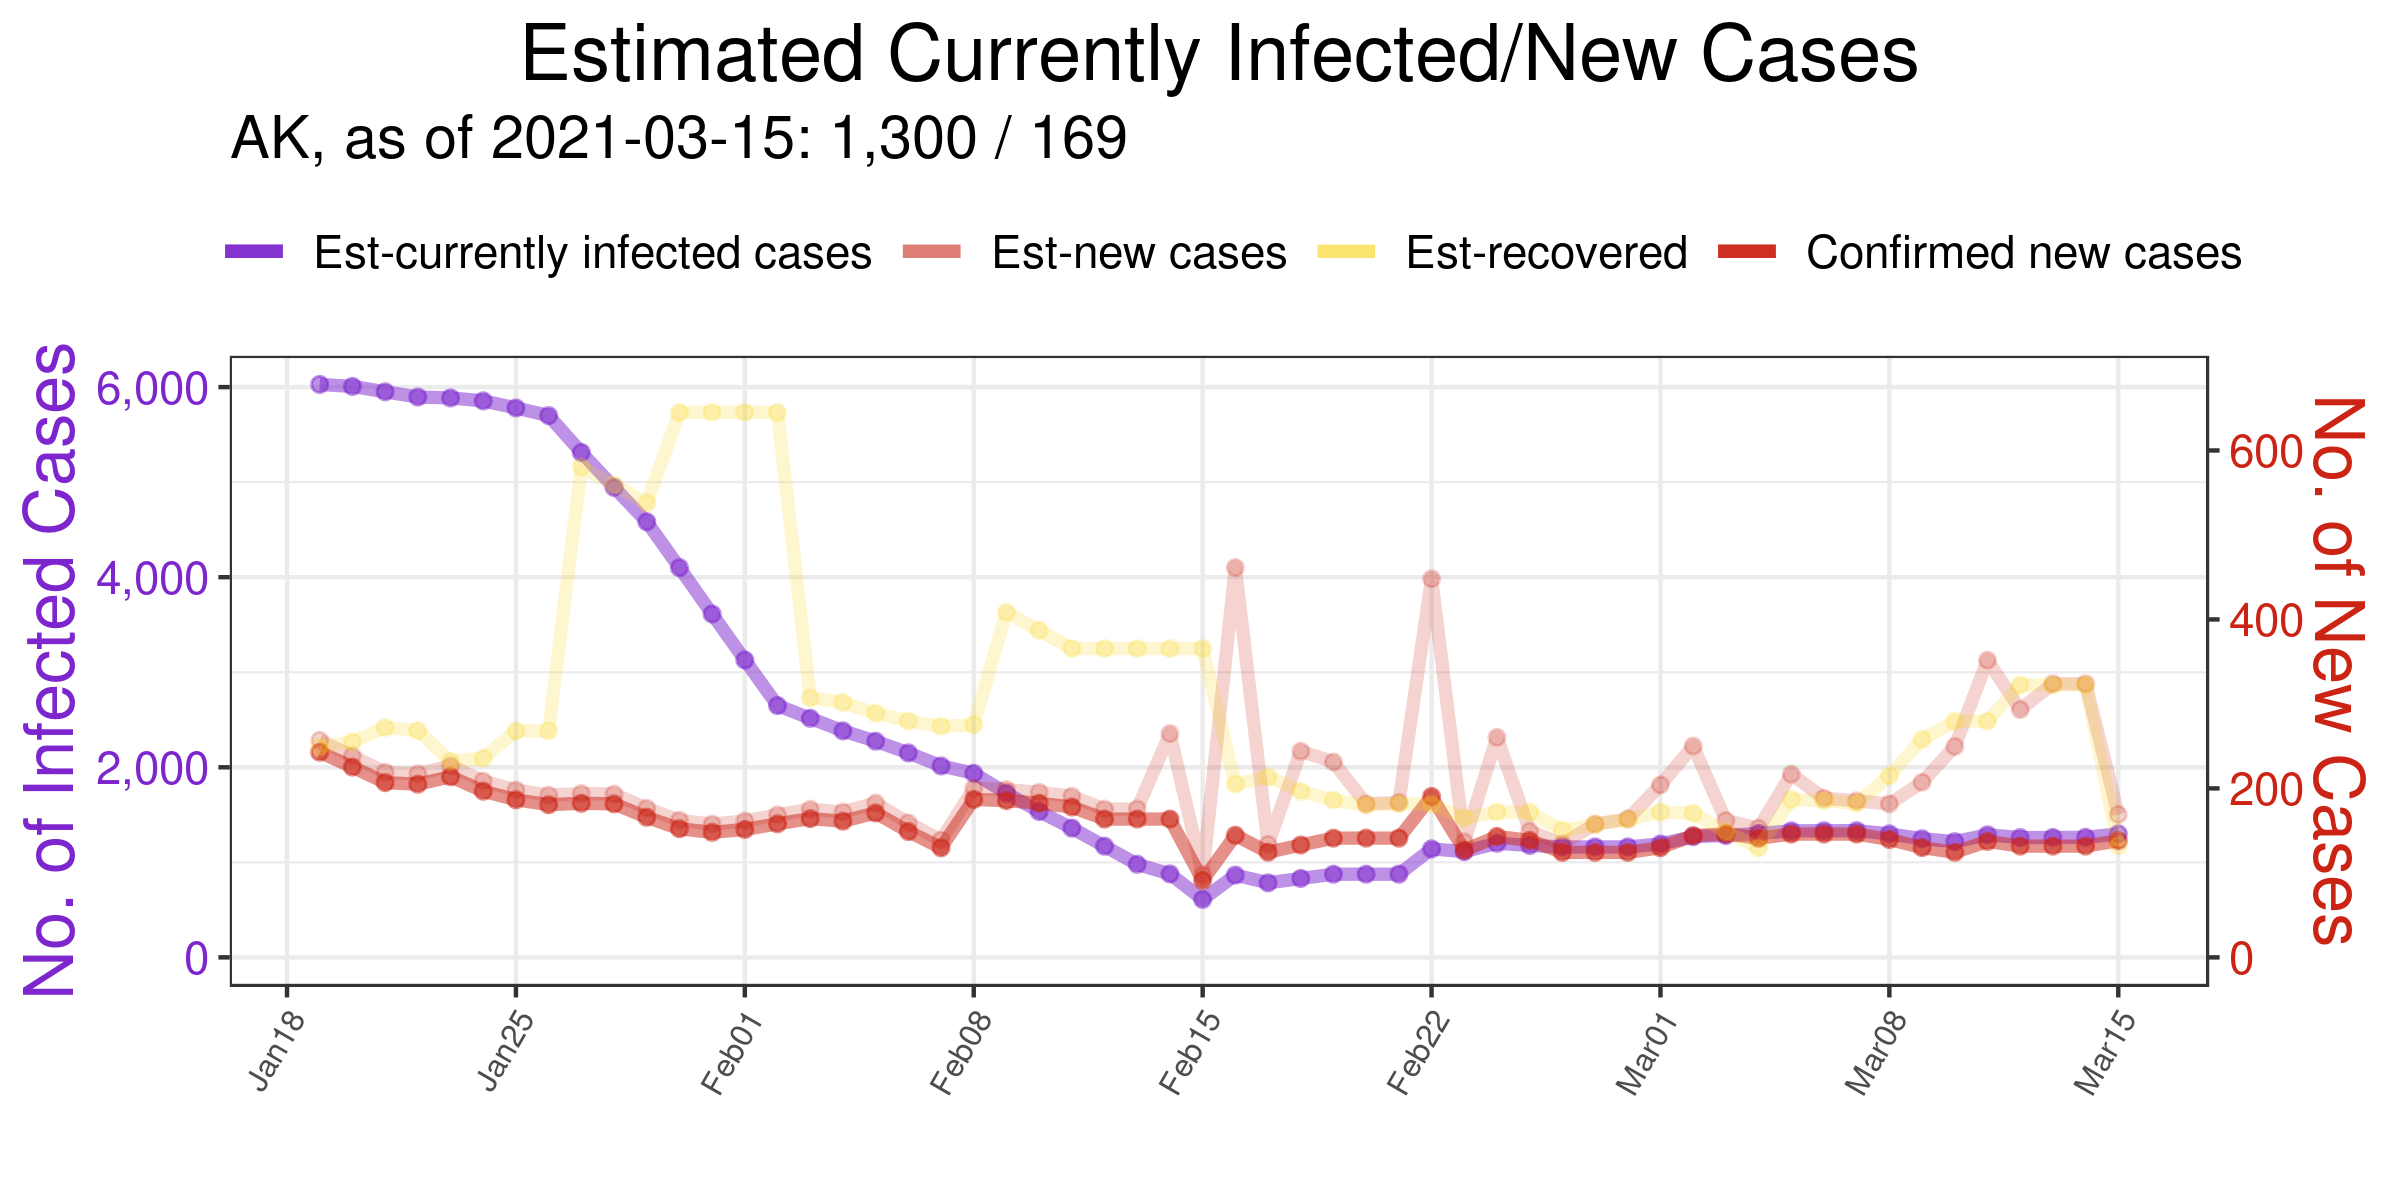 Estimated Currently Infected/New Cases
AK, as of 2021-03-15: 1,300 / 169
Est-currently infected cases Est-new cases Est-recovered Confirmed new cases
No. of Infected Cases
6,000
4,000
2,000
0
600
400
200
0
No. of New Cases
Jan18 Jan25 Feb01 Feb08 Feb15 Feb22 Mar01 Mar08 Mar15